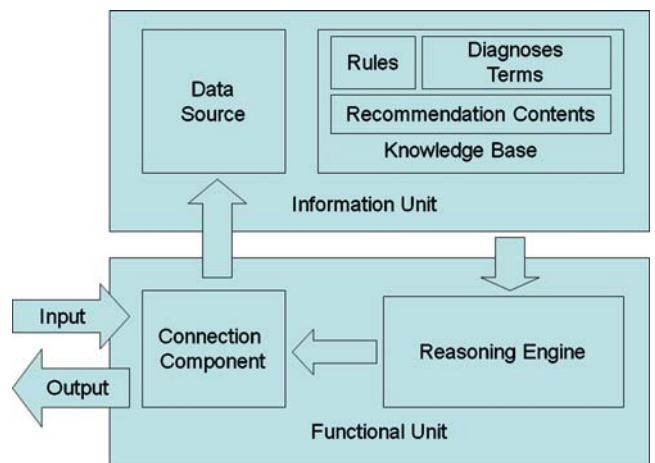 Data
Source
Rules
Diagnoses
Terms
Recommendation Contents
Knowledge Base
Information Unit
Input
Output
Connection
Component
Reasoning Engine
Functional Unit